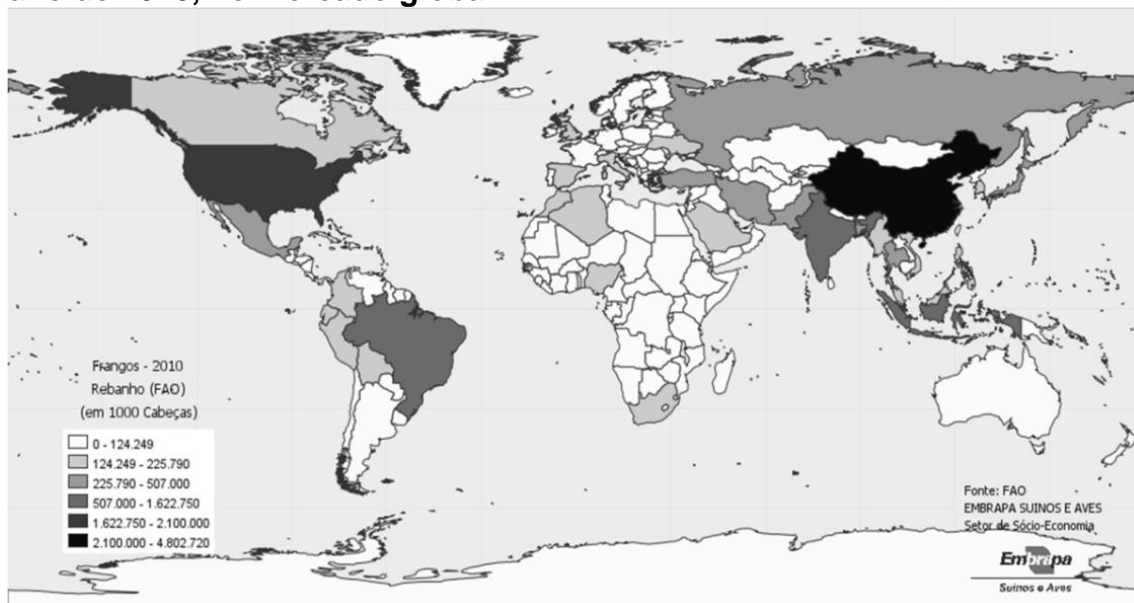 Frangos - 2010
Rebanho (FAO)
(em 1000 Cabeças)
0 - 124.249
124.249 - 225.790
225.790 - 507.000
507.000 - 1.622.750
1.622.750 - 2.100.000
2.100.000 - 4.802.720
Fonte: FAO
EMBRAPA SUINOS E AVES
Setor de Sócio-Economia
Embrapa
Suínos e Aves